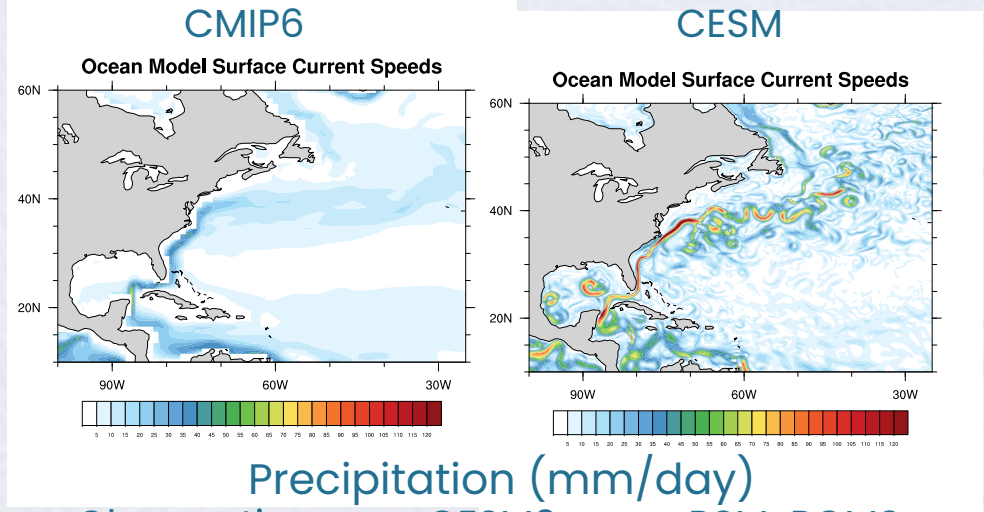 CMIP6
CESM
Ocean Model Surface Current Speeds
Ocean Model Surface Current Speeds
60N
40N
20N
90W
60W
30W
60N
40N
20N
90W
60W
30W
5 10 15 20 25 30 35 40 45 50 55 60 65 70 75 80 85 90 95 100 105 110 115 120
5 10 15 20 25 30 35 40 45 50 55 60 65 70 75 80 85 90 95 100 105 110 115 120
Precipitation (mm/day)